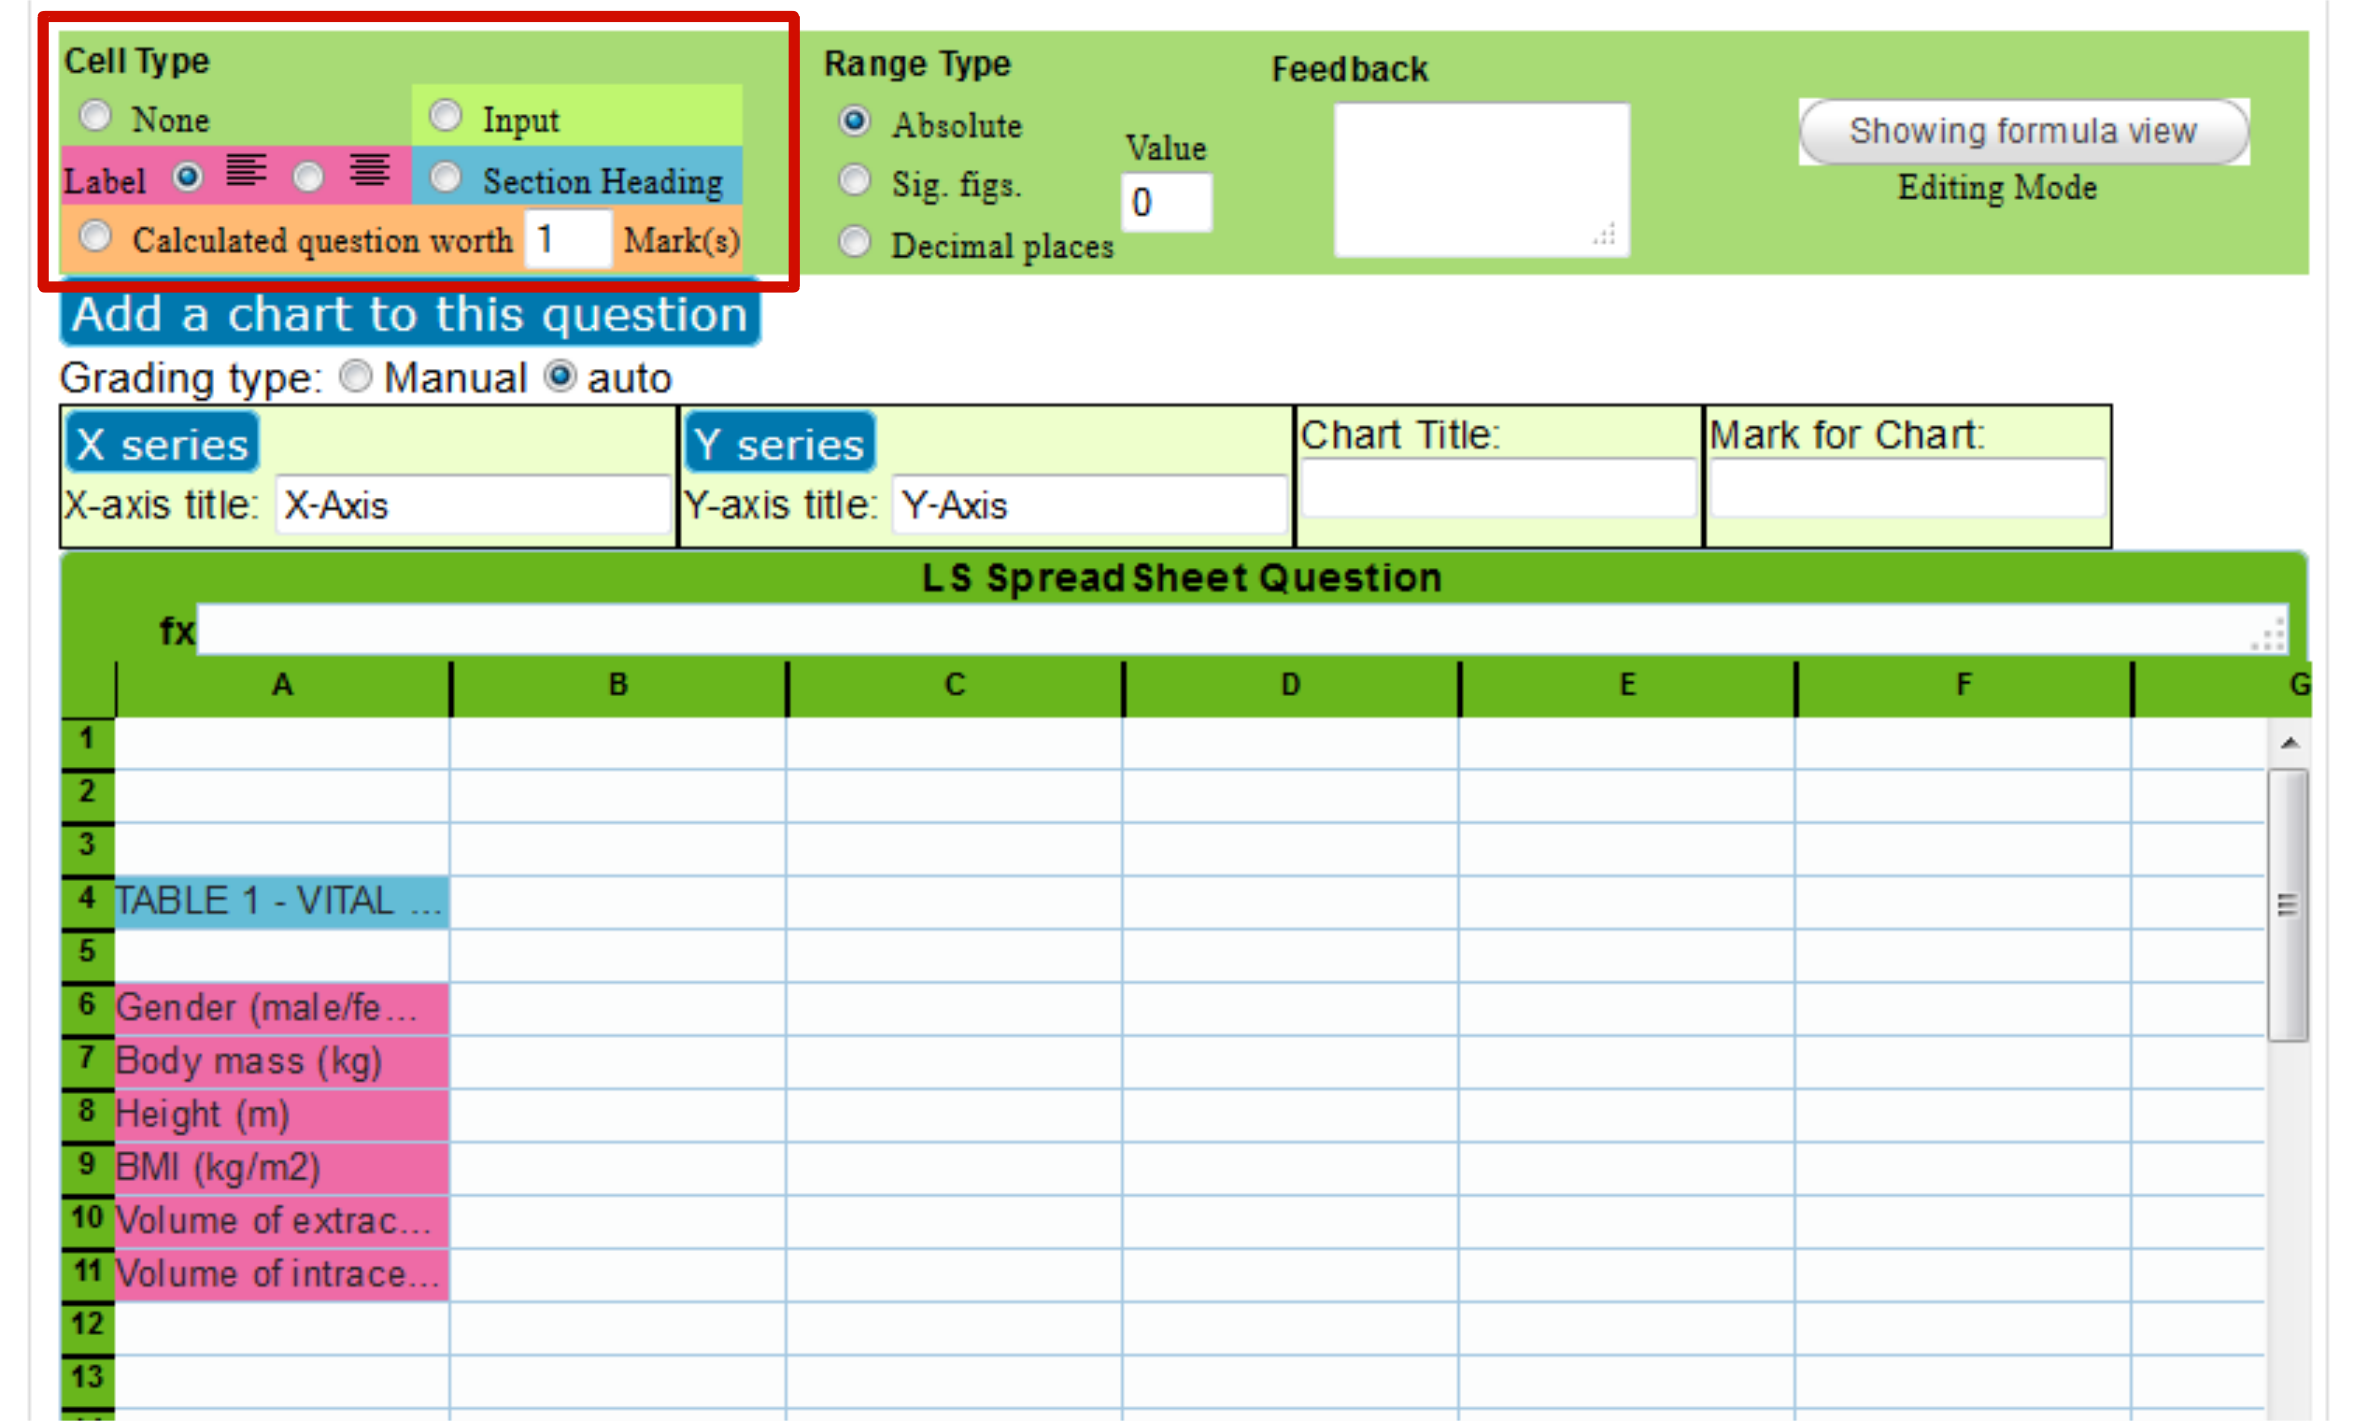 Cell Type
None Input
Label Section Heading
Calculated question worth 1 Mark(s)
Range Type
Absolute
Sig. figs.
Decimal places
Value
0
Feedback
Showing formula view
Editing Mode
Add a chart to this question
Grading type: Manual auto
X series
X-axis title: X-Axis
Y series
Y-axis title: Y-Axis
Chart Title:
Mark for Chart:
LS SpreadSheet Question
fx
A B C D E F G
1
2
3
4 TABLE 1 - VITAL ...
5
6 Gender (male/fe...
7 Body mass (kg)
8 Height (m)
9 BMI (kg/m2)
10 Volume of extrac...
11 Volume of intrace...
12
13